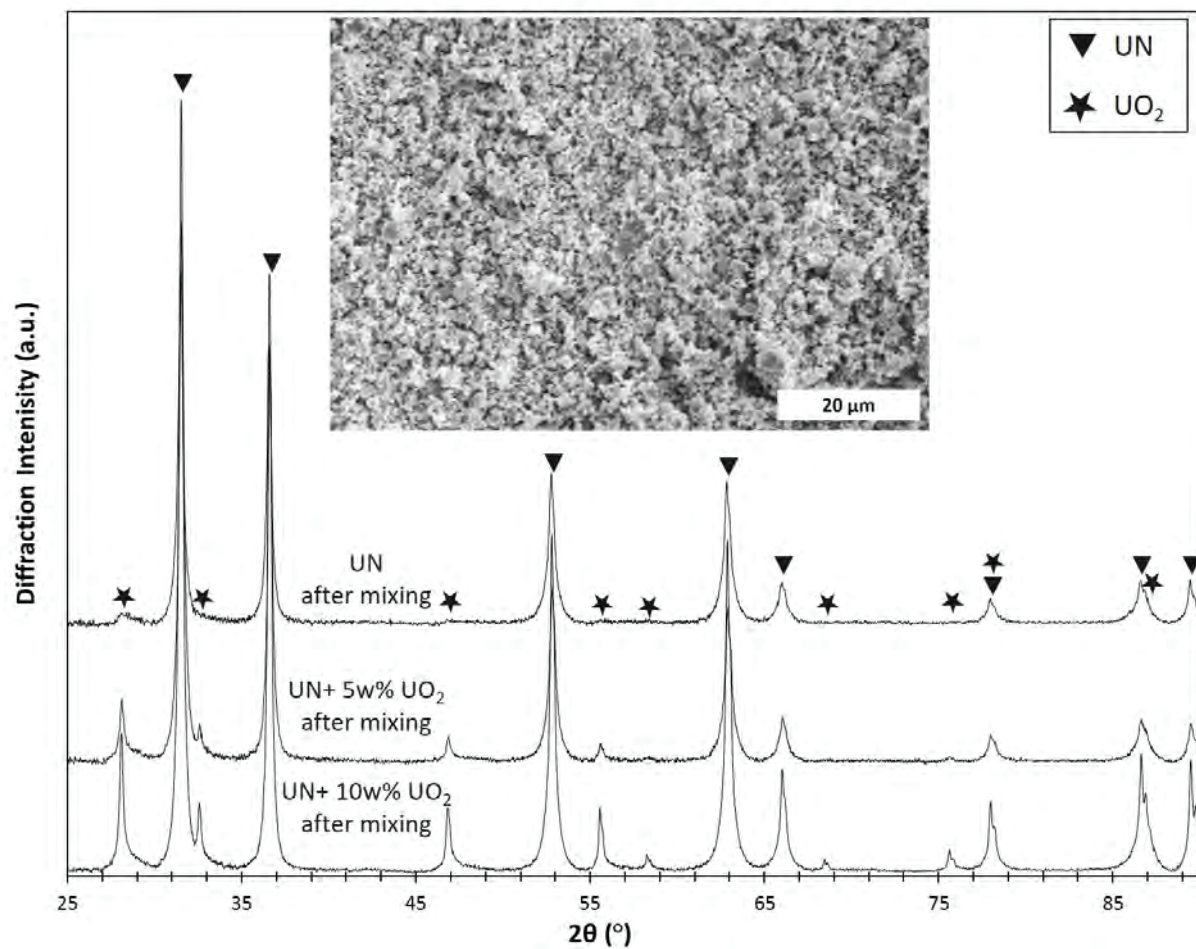 UN
UO₂
20 µm
Diffraction Intenisity (a.u.)
UN
after mixing
UN+ 5w% UO₂
after mixing
UN+ 10w% UO₂
after mixing
25 35 45 55 65 75 85
2θ (°)